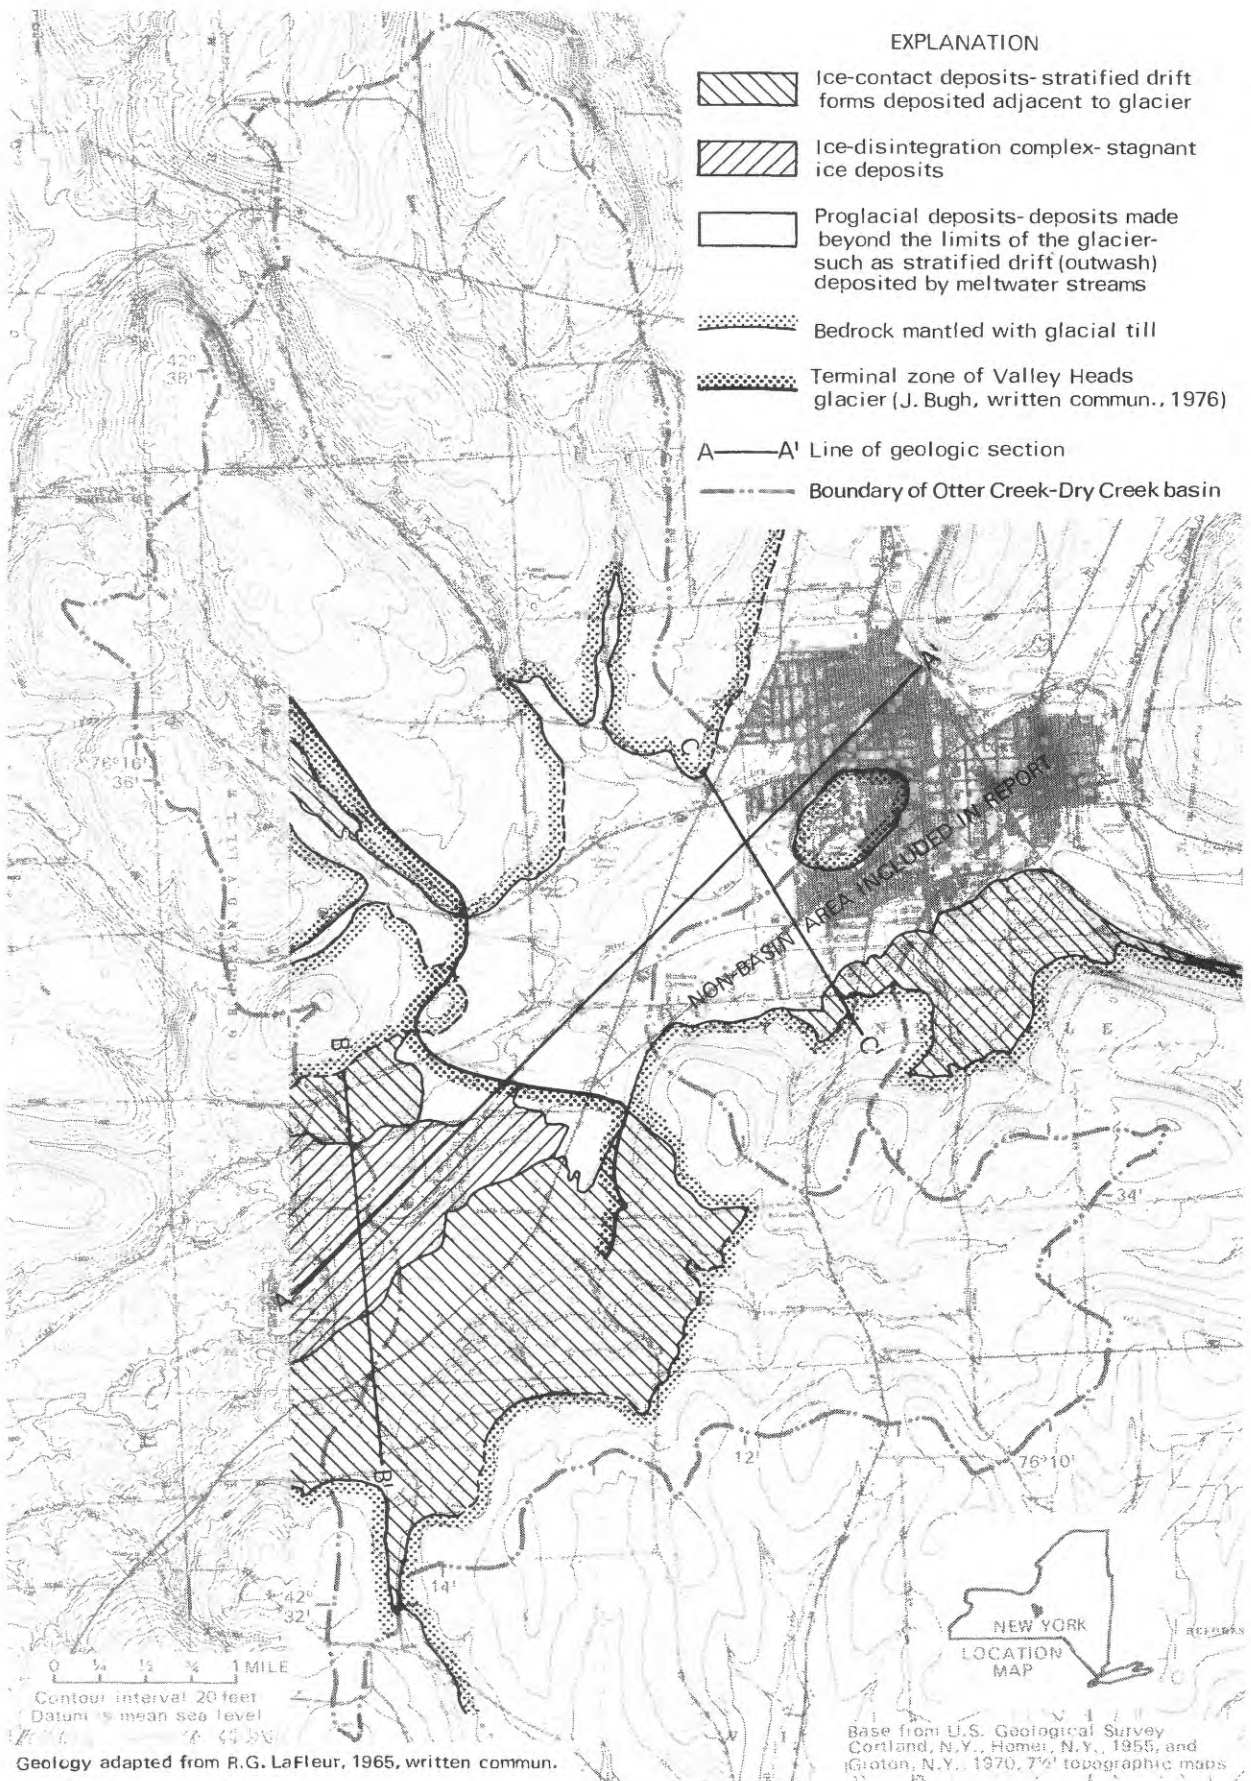 EXPLANATION
Ice-contact deposits- stratified drift
forms deposited adjacent to glacier
Ice-disintegration complex- stagnant
ice deposits
Proglacial deposits- deposits made
beyond the limits of the glacier-
such as stratified drift (outwash)
deposited by meltwater streams
Bedrock mantled with glacial till
Terminal zone of Valley Heads
glacier (J. Bugh, written commun., 1976)
A A' Line of geologic section
Boundary of Otter Creek-Dry Creek basin
42°
38'
A'
C
76°16'
36'
NON-BASIN AREA INCLUDED IN REPORT
C'
B
34'
A
B'
12'
76°10'
14'
42°
32'
0 ¼ ½ ¾ 1 MILE
Contour interval 20 feet
Datum is mean sea level
NEW YORK
LOCATION
MAP
Base from U.S. Geological Survey
Cortland, N.Y., Homer, N.Y., 1955, and
Groton, N.Y., 1970, 7½' topographic maps
Geology adapted from R.G. LaFleur, 1965, written commun.